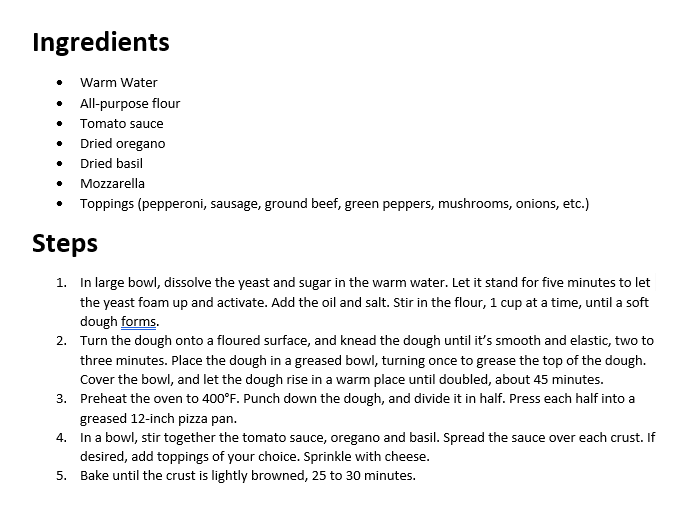 Ingredients
• Warm Water
• All-purpose flour
• Tomato sauce
• Dried oregano
• Dried basil
• Mozzarella
• Toppings (pepperoni, sausage, ground beef, green peppers, mushrooms, onions, etc.)
Steps
1. In large bowl, dissolve the yeast and sugar in the warm water. Let it stand for five minutes to let
the yeast foam up and activate. Add the oil and salt. Stir in the flour, 1 cup at a time, until a soft
dough forms.
2. Turn the dough onto a floured surface, and knead the dough until it’s smooth and elastic, two to
three minutes. Place the dough in a greased bowl, turning once to grease the top of the dough.
Cover the bowl, and let the dough rise in a warm place until doubled, about 45 minutes.
3. Preheat the oven to 400°F. Punch down the dough, and divide it in half. Press each half into a
greased 12-inch pizza pan.
4. In a bowl, stir together the tomato sauce, oregano and basil. Spread the sauce over each crust. If
desired, add toppings of your choice. Sprinkle with cheese.
5. Bake until the crust is lightly browned, 25 to 30 minutes.